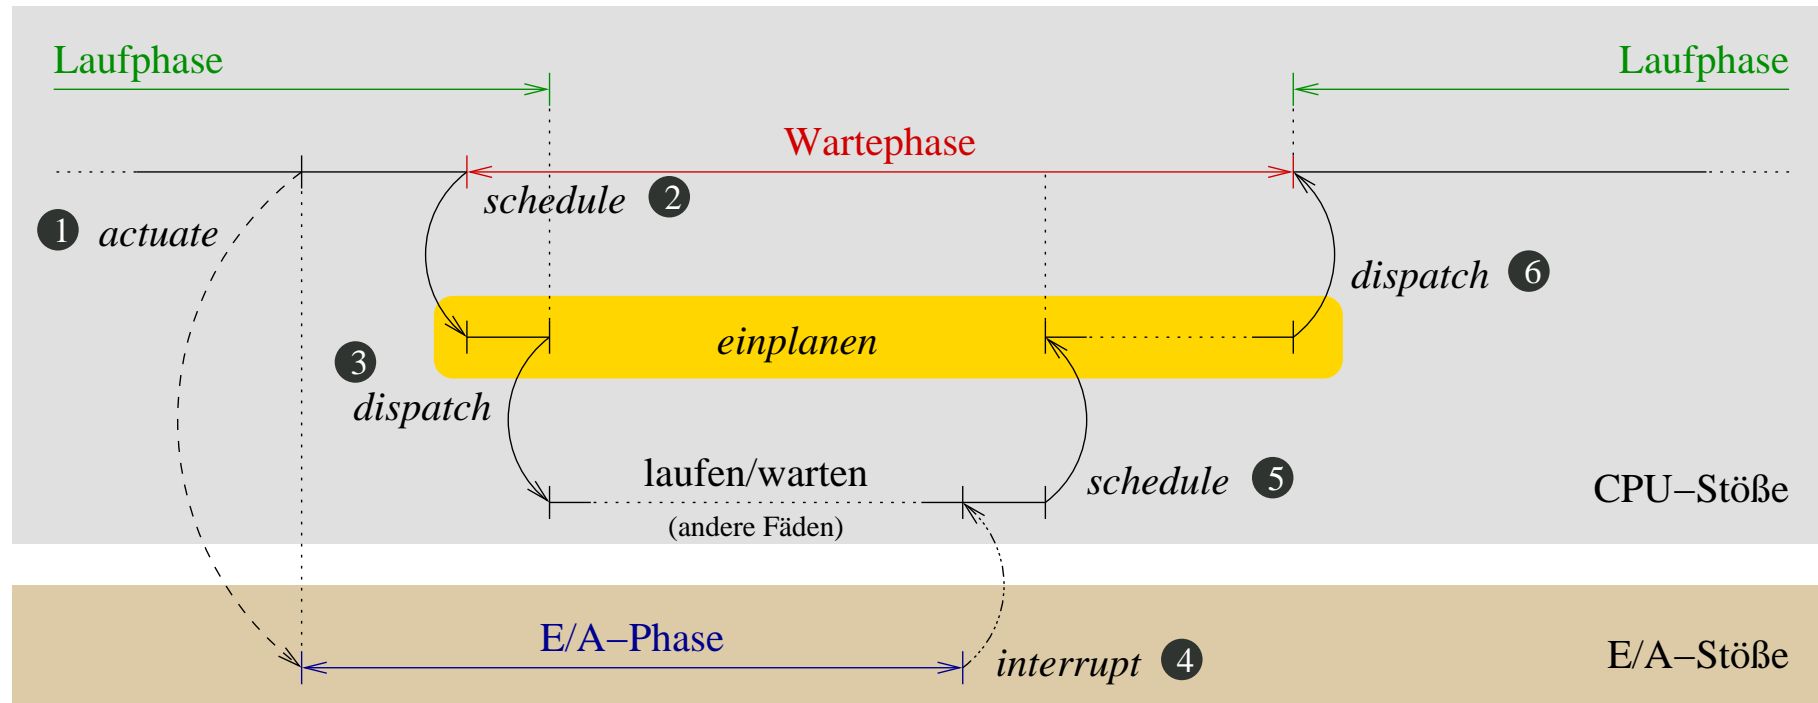 Laufphase
Laufphase
Wartephase
schedule 2
1 actuate
dispatch 6
einplanen
3
dispatch
laufen/warten
schedule 5
CPU–Stöße
(andere Fäden)
E/A–Phase
interrupt 4
E/A–Stöße